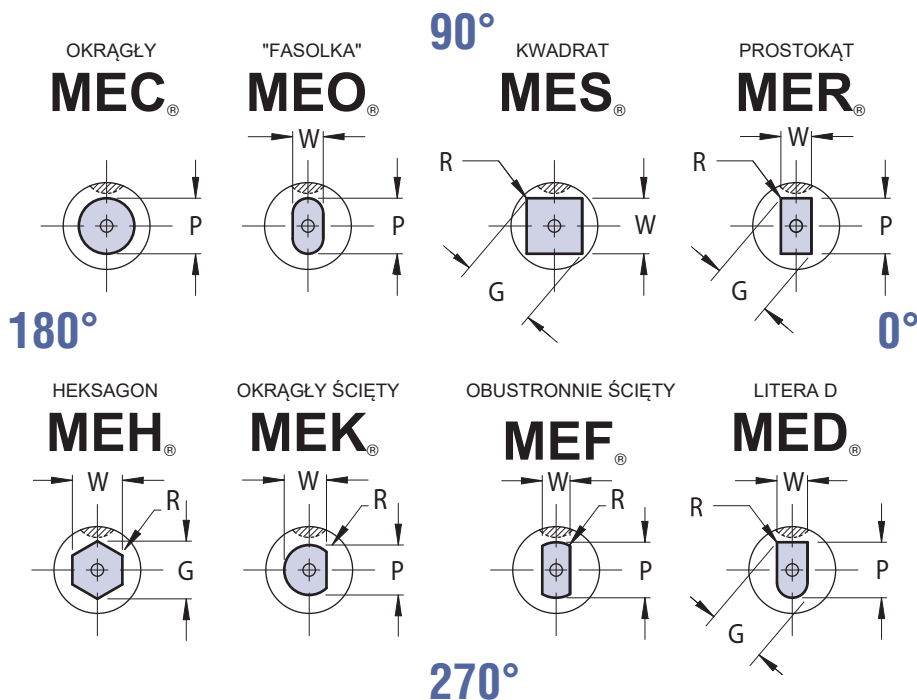 90°
OKRĄGŁY
MEC®
P
"FASOLKA"
MEO®
W
P
KWADRAT
MES®
R
W
G
PROSTOKĄT
MER®
W
R
P
G
180°
0°
HEKSAGON
MEH®
W
R
G
OKRĄGŁY ŚCIĘTY
MEK®
W
R
P
OBUSTRONNIE ŚCIĘTY
MEF®
W
R
P
LITERA D
MED®
W
R
P
G
270°